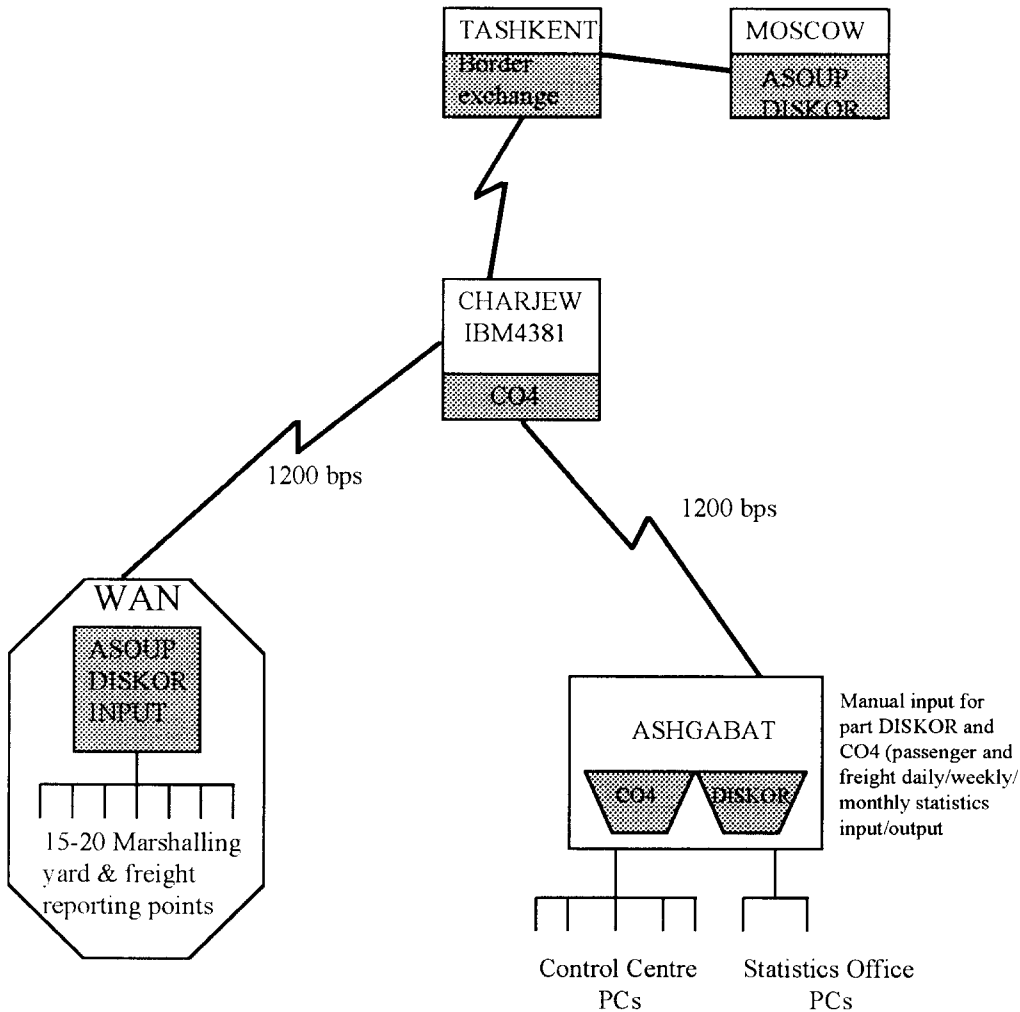 TASHKENT
Border
exchange
MOSCOW
ASOUP
DISKOR
CHARJEW
IBM4381
CO4
1200 bps
1200 bps
WAN
ASOUP
DISKOR
INPUT
15-20 Marshalling
yard & freight
reporting points
ASHGABAT
CO4
DISKOR
Manual input for
part DISKOR and
CO4 (passenger and
freight daily/weekly/
monthly statistics
input/output
Control Centre
PCs
Statistics Office
PCs